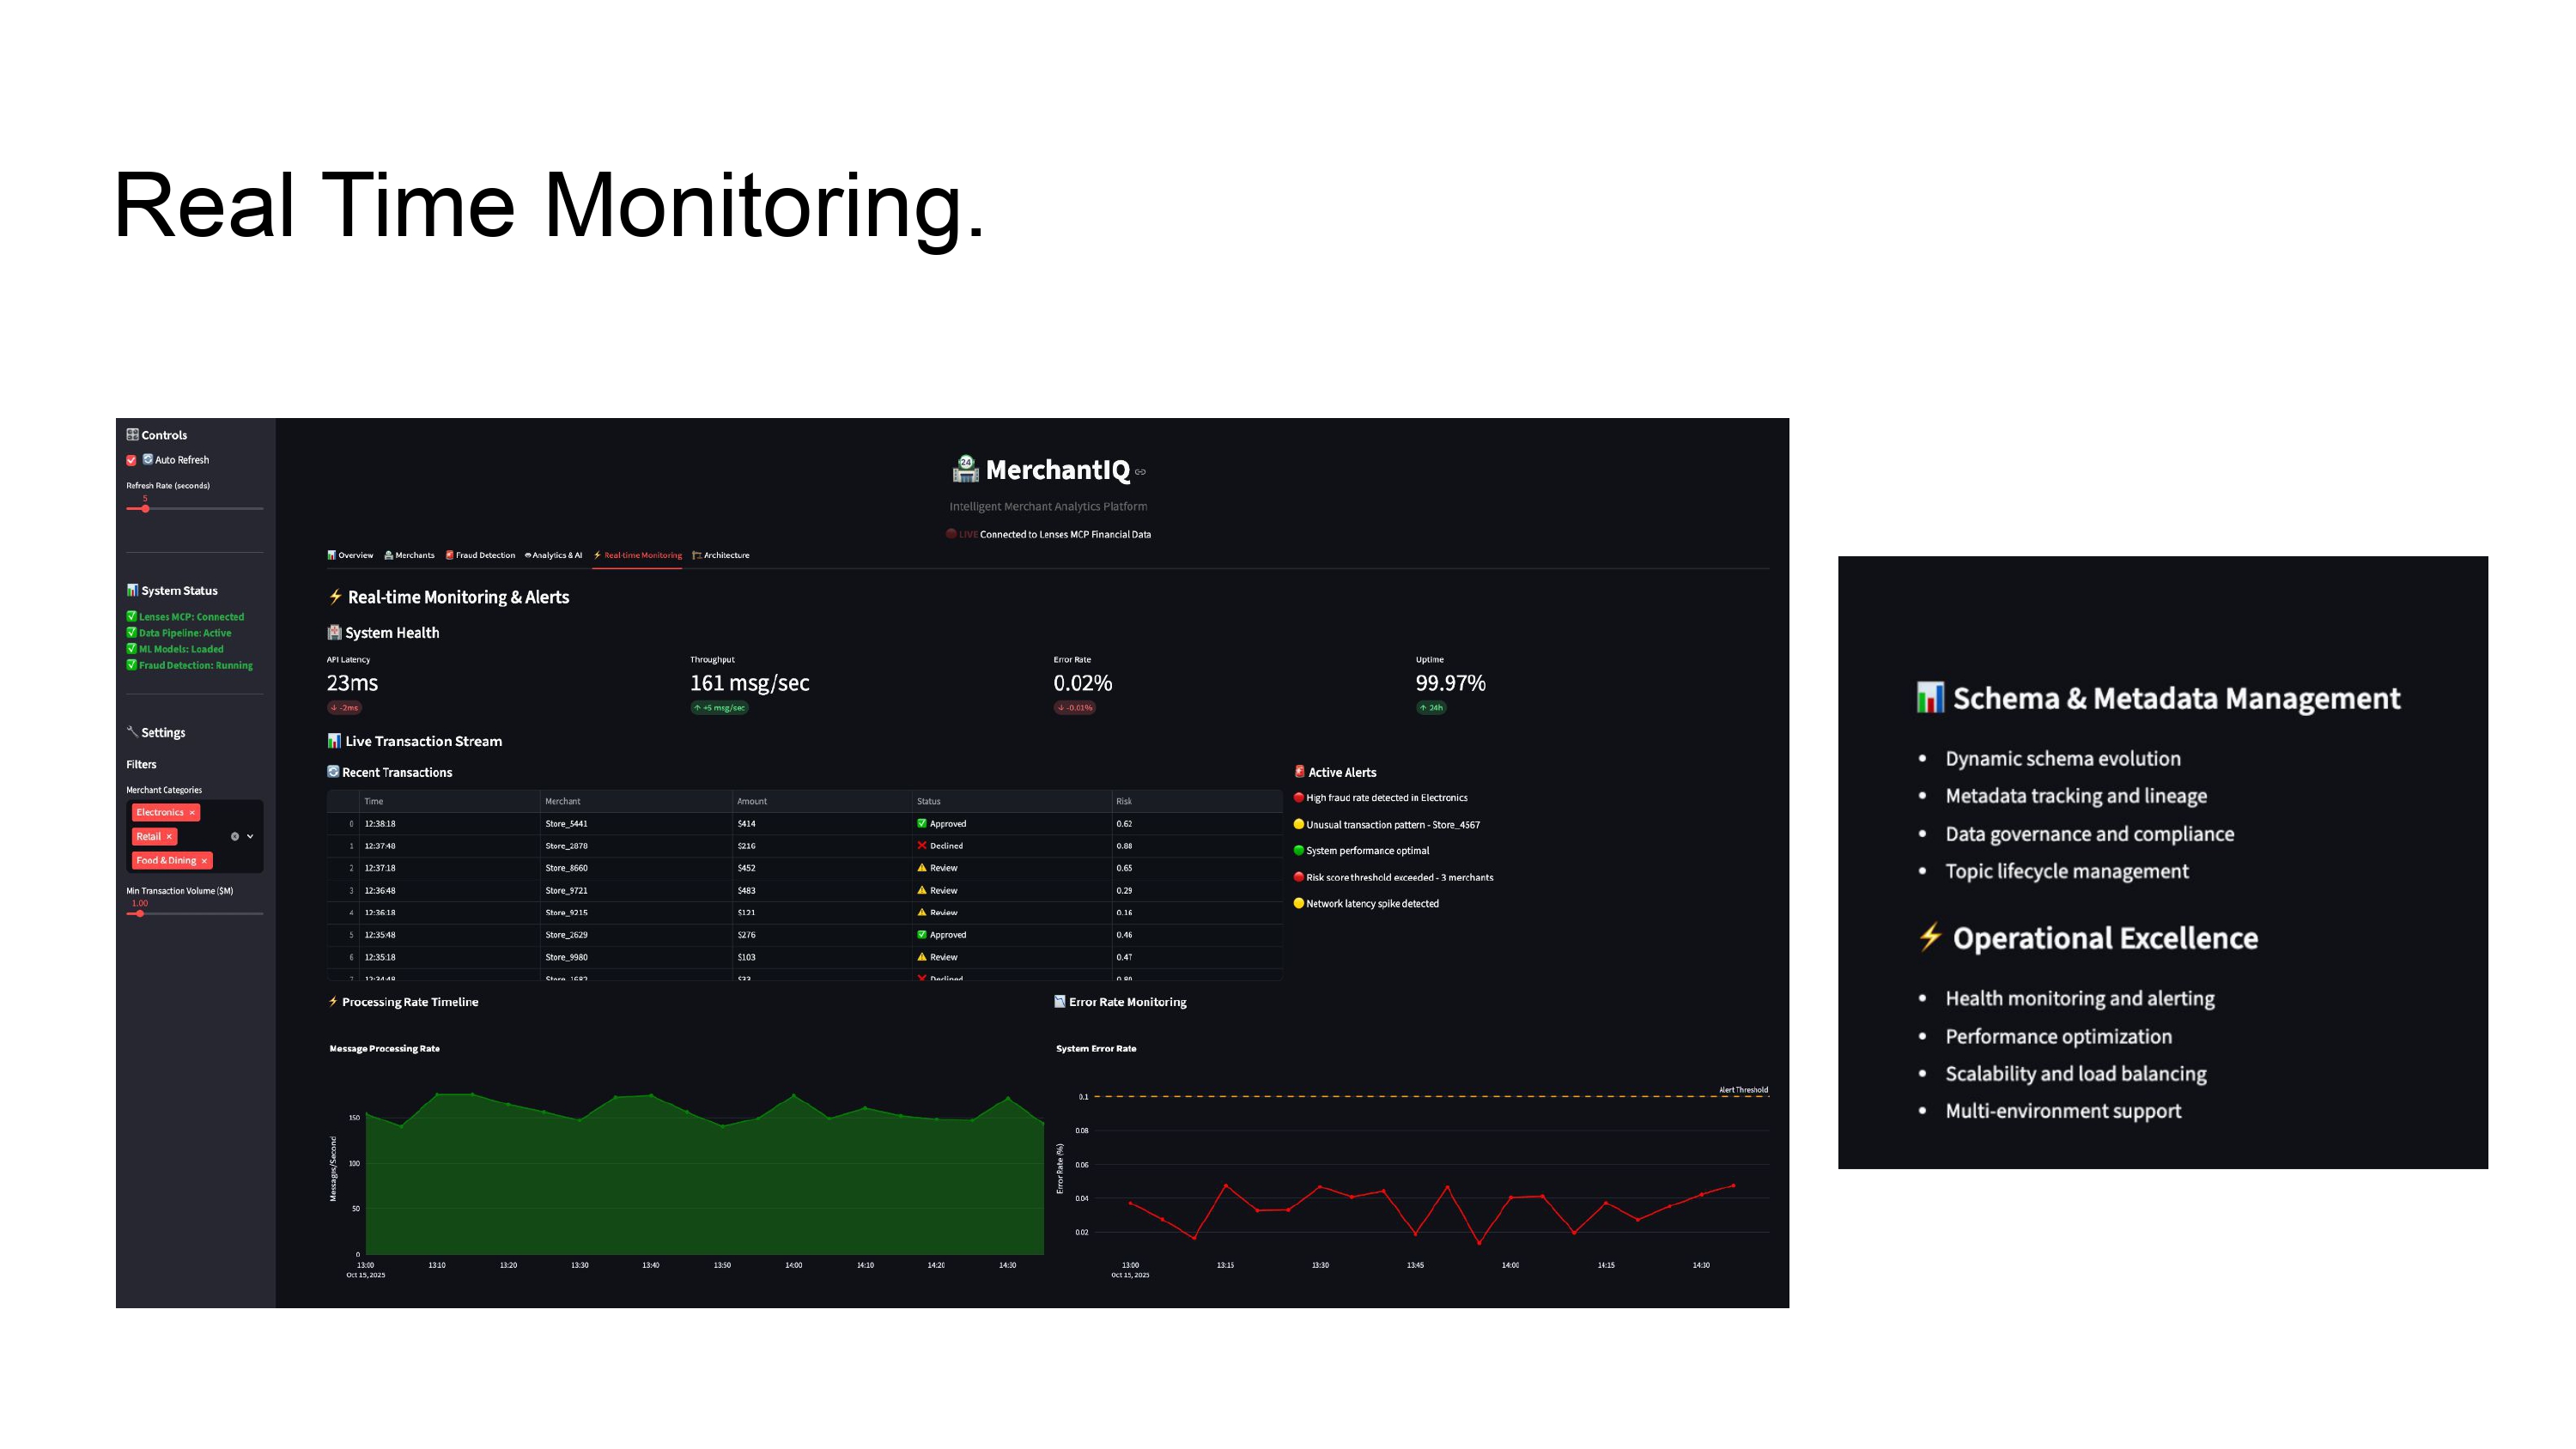 Real Time Monitoring.
Controls
Auto Refresh
Refresh Rate (seconds)
5
System Status
Lenses MCP: Connected
Data Pipeline: Active
ML Models: Loaded
Fraud Detection: Running
Settings
Filters
Merchant Categories
Electronics ×
Retail ×
Food & Dining ×
Min Transaction Volume ($M)
1.00
24
MerchantIQ
Intelligent Merchant Analytics Platform
LIVE Connected to Lenses MCP Financial Data
Overview Merchants Fraud Detection Analytics & AI Real-time Monitoring Architecture
Real-time Monitoring & Alerts
System Health
API Latency Throughput Error Rate Uptime
23ms 161 msg/sec 0.02% 99.97%
↓ -2ms ↑ +5 msg/sec ↓ -0.01% ↑ 24h
Live Transaction Stream
Recent Transactions
Time Merchant Amount Status Risk
0 12:38:18 Store_5441 $414 Approved 0.62
1 12:37:48 Store_2878 $216 Declined 0.88
2 12:37:18 Store_8660 $452 Review 0.65
3 12:36:48 Store_9721 $483 Review 0.29
4 12:36:18 Store_9215 $121 Review 0.16
5 12:35:48 Store_2629 $276 Approved 0.46
6 12:35:18 Store_9980 $103 Review 0.47
7 12:34:48 Store_1682 $33 Declined 0.80
Active Alerts
High fraud rate detected in Electronics
Unusual transaction pattern - Store_4567
System performance optimal
Risk score threshold exceeded - 3 merchants
Network latency spike detected
Processing Rate Timeline
Message Processing Rate
Messages/Second
150
100
50
0
13:00 13:10 13:20 13:30 13:40 13:50 14:00 14:10 14:20 14:30
Oct 15, 2025
Error Rate Monitoring
System Error Rate
Alert Threshold
Error Rate (%)
0.1
0.08
0.06
0.04
0.02
13:00 13:15 13:30 13:45 14:00 14:15 14:30
Oct 15, 2025
Schema & Metadata Management
• Dynamic schema evolution
• Metadata tracking and lineage
• Data governance and compliance
• Topic lifecycle management
Operational Excellence
• Health monitoring and alerting
• Performance optimization
• Scalability and load balancing
• Multi-environment support